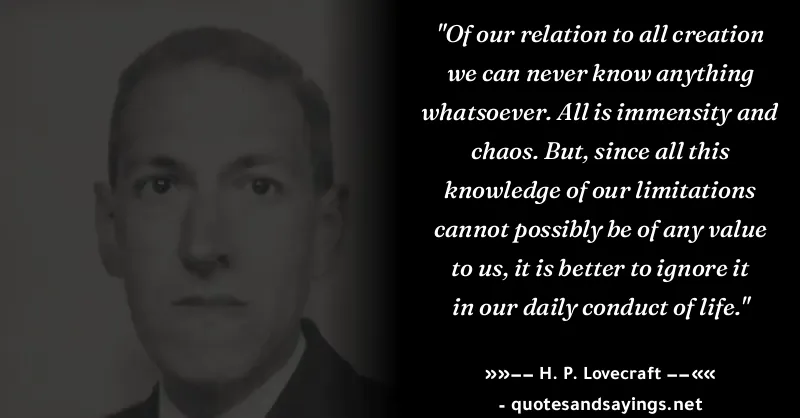 "Of our relation to all creation
we can never know anything
whatsoever. All is immensity and
chaos. But, since all this
knowledge of our limitations
cannot possibly be of any value
to us, it is better to ignore it
in our daily conduct of life."
»»−− H. P. Lovecraft −−««
- quotesandsayings.net